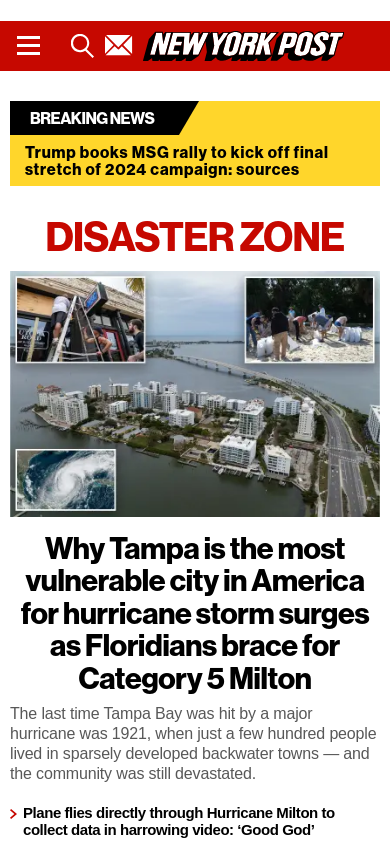 NEW YORK POST
BREAKING NEWS
Trump books MSG rally to kick off final
stretch of 2024 campaign: sources
DISASTER ZONE
Why Tampa is the most
vulnerable city in America
for hurricane storm surges
as Floridians brace for
Category 5 Milton
The last time Tampa Bay was hit by a major
hurricane was 1921, when just a few hundred people
lived in sparsely developed backwater towns — and
the community was still devastated.
Plane flies directly through Hurricane Milton to
collect data in harrowing video: ‘Good God’